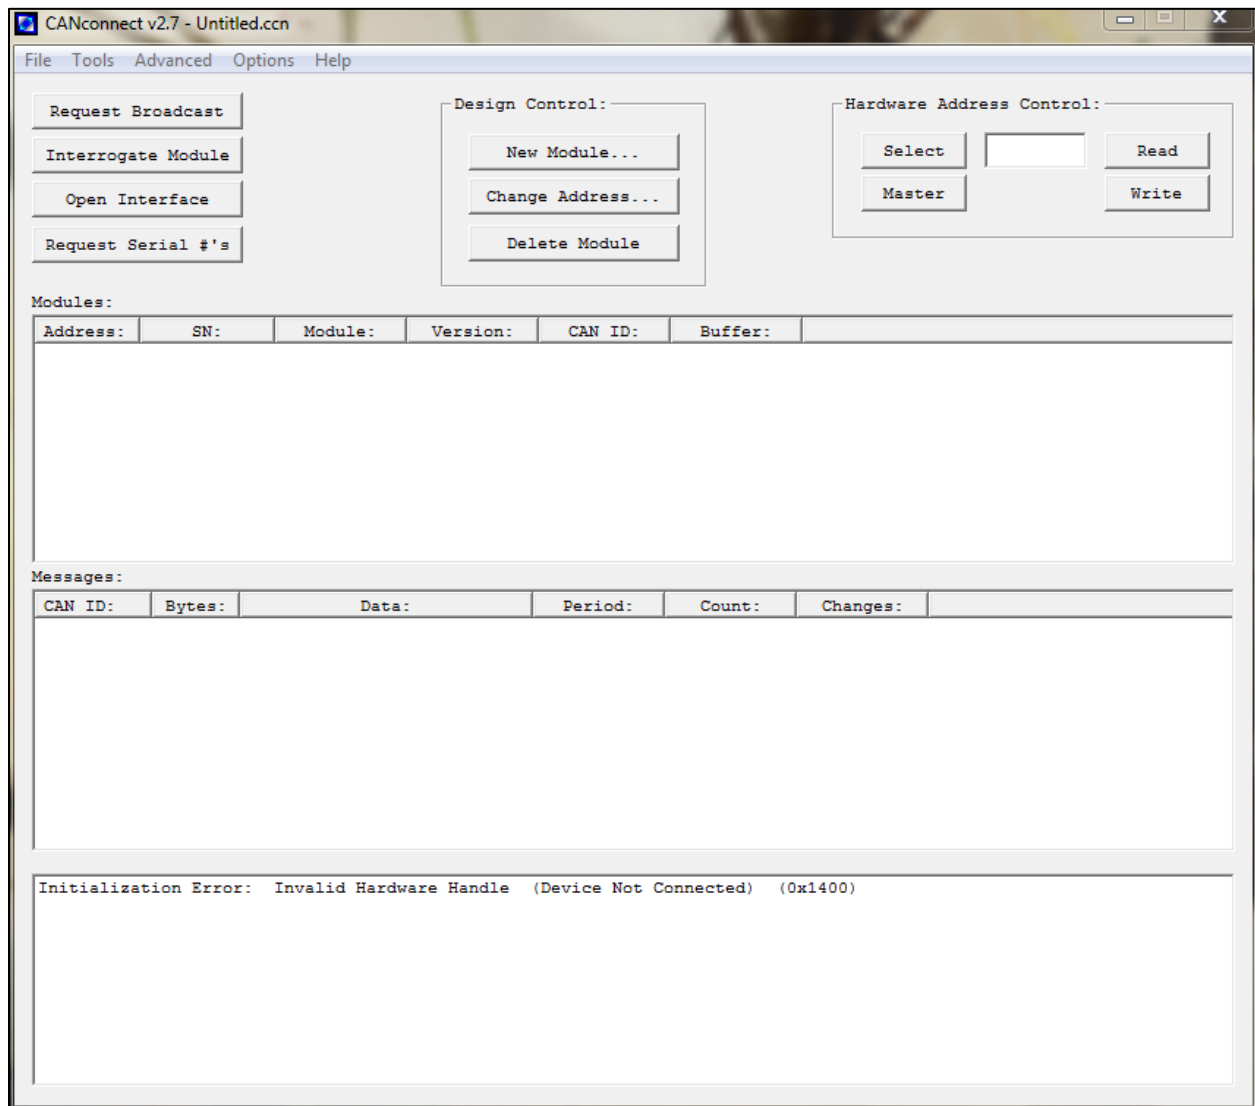 CANconnect v2.7 - Untitled.ccn
File Tools Advanced Options Help
Request Broadcast
Interrogate Module
Open Interface
Request Serial #'s
Design Control:
New Module...
Change Address...
Delete Module
Hardware Address Control:
Select Read
Master Write
Modules:
Address: SN: Module: Version: CAN ID: Buffer:
Messages:
CAN ID: Bytes: Data: Period: Count: Changes:
Initialization Error: Invalid Hardware Handle (Device Not Connected) (0x1400)